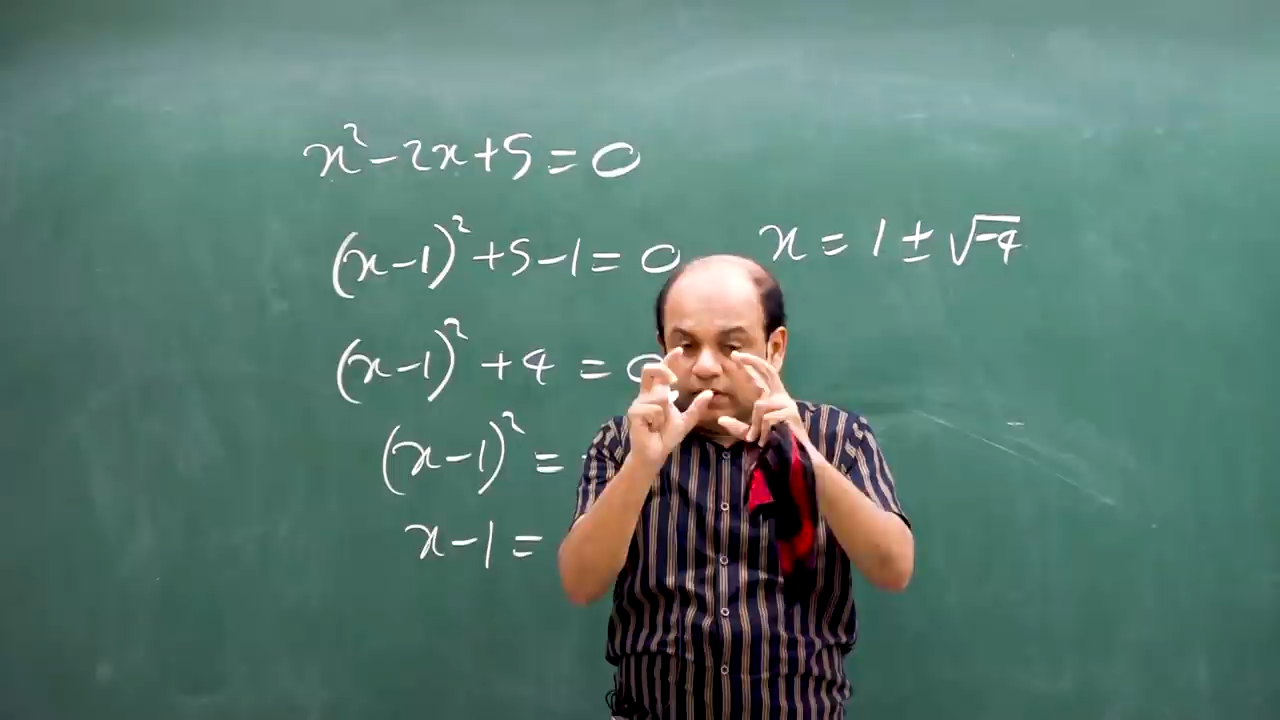 x² - 2x + 5 = 0
(x - 1)² + 5 - 1 = 0
(x - 1)² + 4 = 0
(x - 1)² =
x - 1 =
x = 1 ± √-4